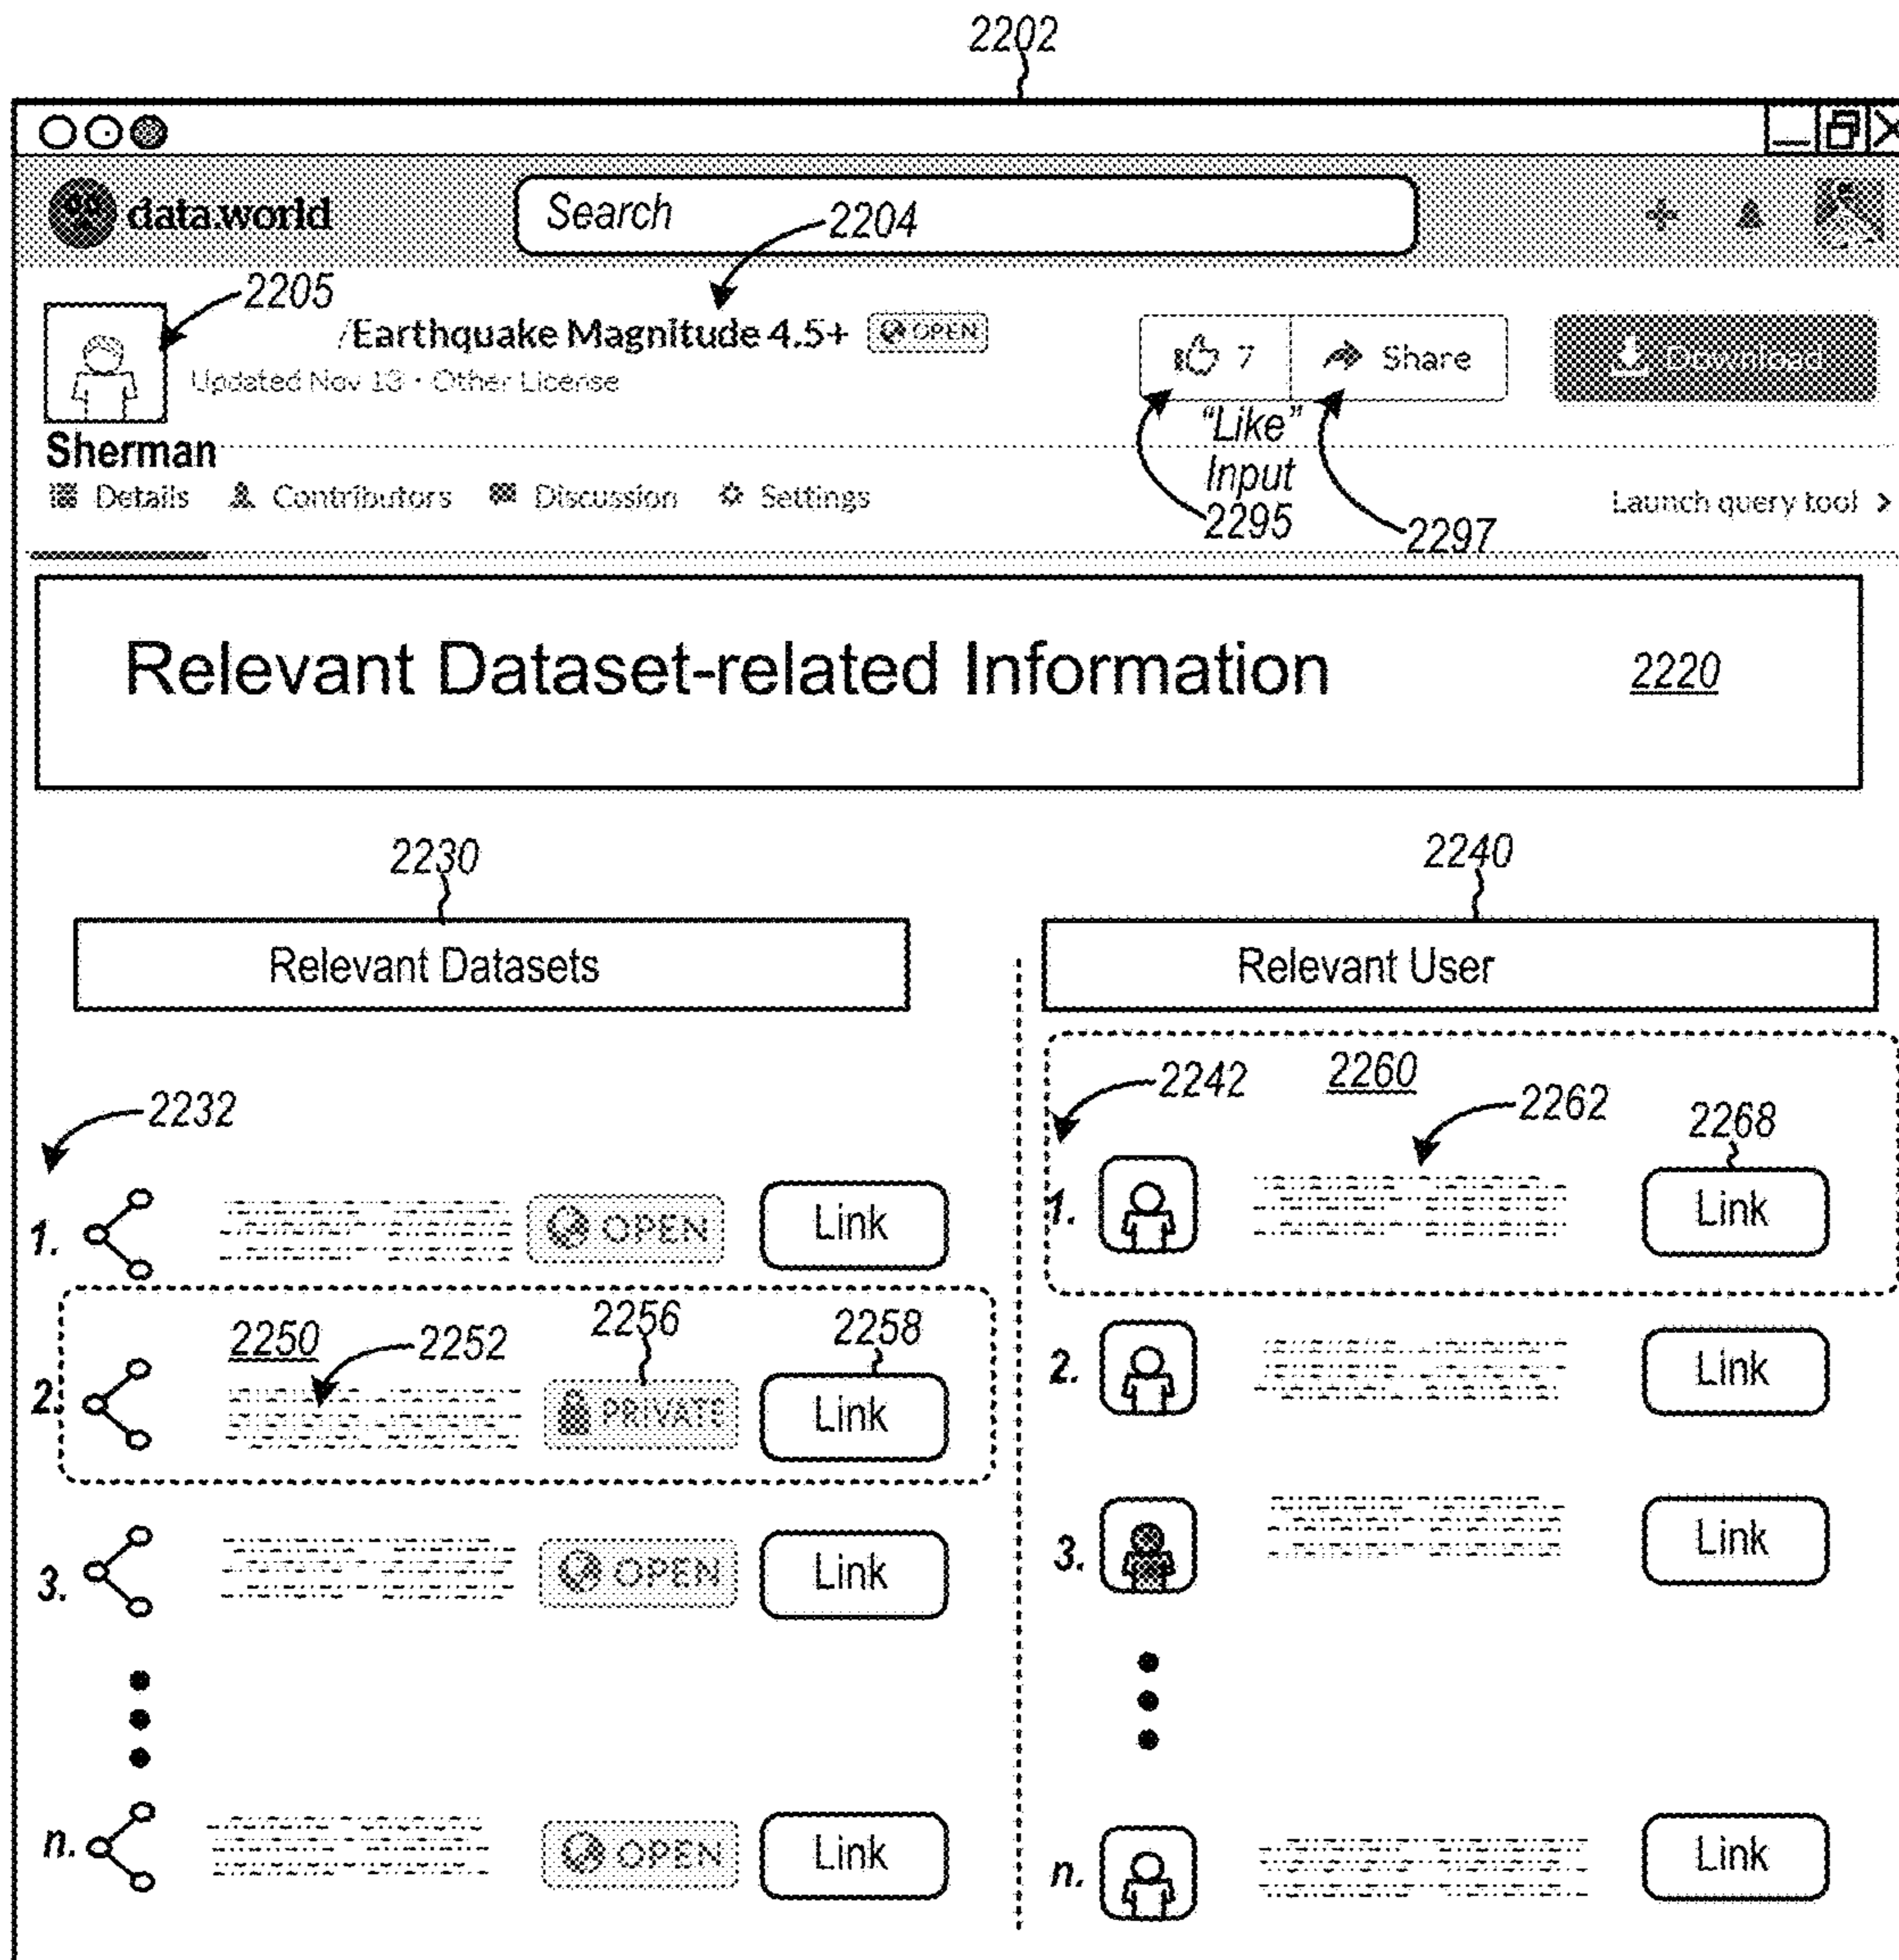 2202
data.world
Search
2204
2205
/Earthquake Magnitude 4.5+ OPEN
Updated Nov 13 • Other License
7 Share Download
Sherman
"Like"
Input
2295
2297
Details Contributors Discussion Settings
Launch query tool >
Relevant Dataset-related Information 2220
2230
Relevant Datasets
2232
1. OPEN Link
2250 2252 2256 2258
2. PRIVATE Link
3. OPEN Link
n. OPEN Link
2240
Relevant User
2242 2260 2262 2268
1. Link
2. Link
3. Link
n. Link